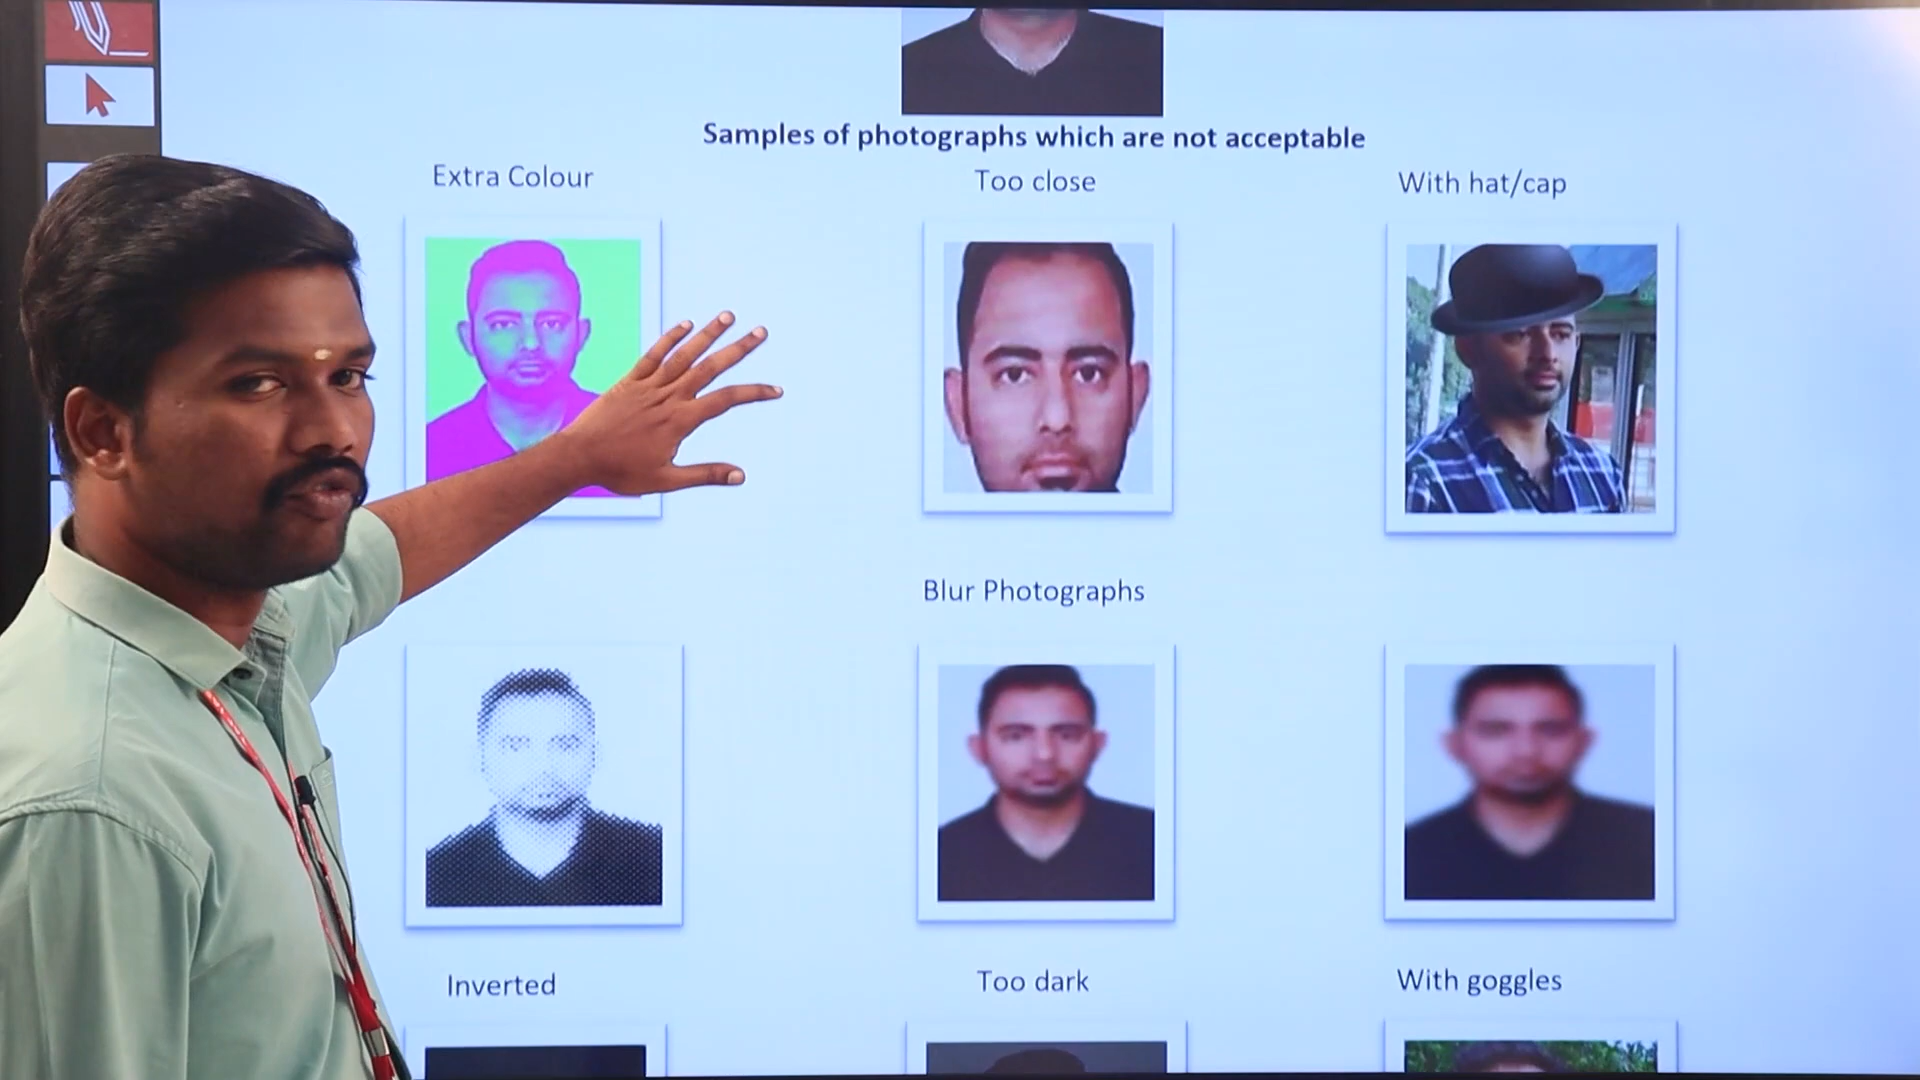 Samples of photographs which are not acceptable
Extra Colour
Too close
With hat/cap
Blur Photographs
Inverted
Too dark
With goggles